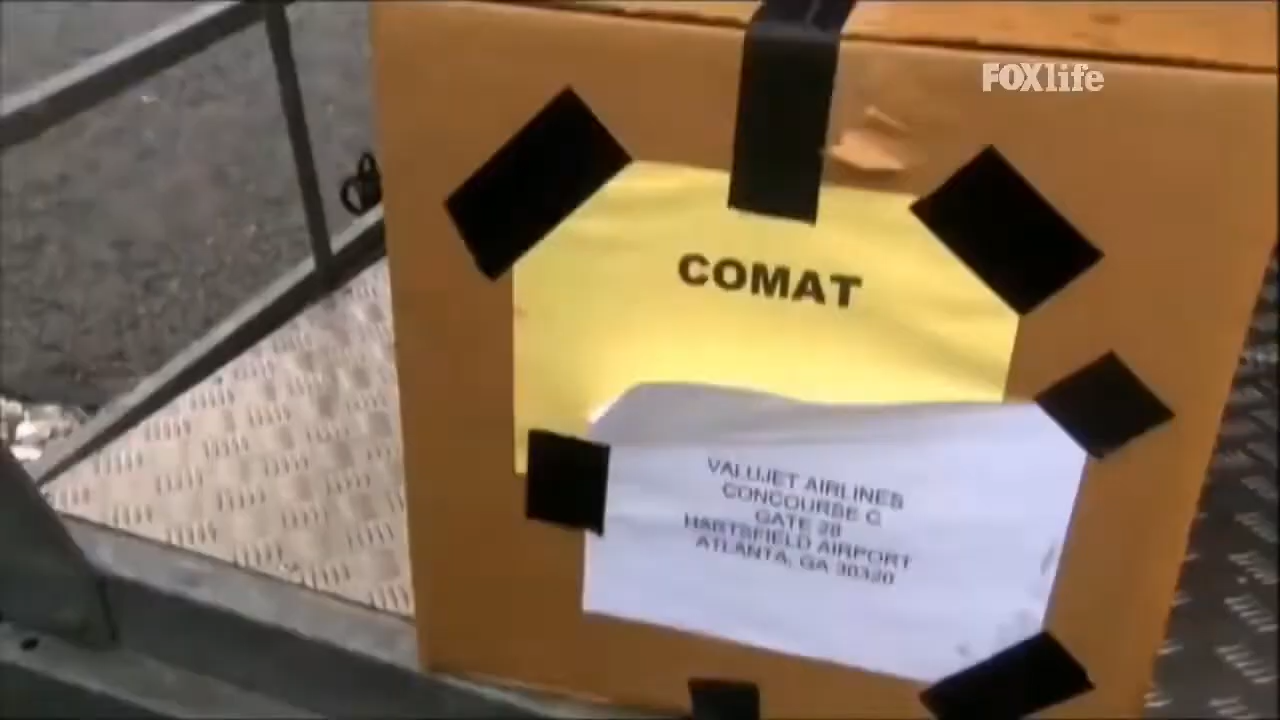 FOXlife
COMAT
VALUJET AIRLINES
CONCOURSE C
GATE 28
HARTSFIELD AIRPORT
ATLANTA, GA 30320